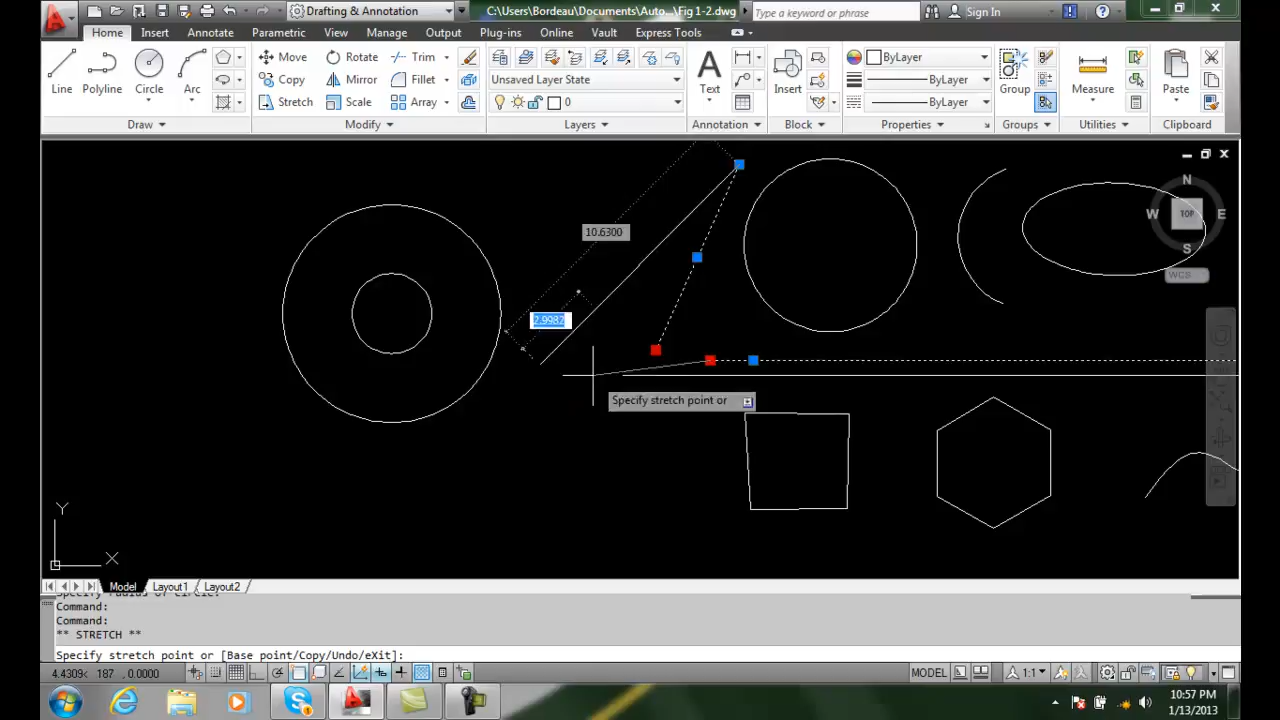 Drafting & Annotation
C:\Users\Bordeau\Documents\Auto...\Fig 1-2.dwg
Type a keyword or phrase
Sign In
Home Insert Annotate Parametric View Manage Output Plug-ins Online Vault Express Tools
Line
Polyline
Circle
Arc
Draw
Move Rotate Trim
Copy Mirror Fillet
Stretch Scale Array
Modify
Unsaved Layer State
0
Layers
Text
Annotation
Insert
Block
ByLayer
ByLayer
ByLayer
Properties
Group
Groups
Measure
Utilities
Paste
Clipboard
N
W TOP E
S
WCS
10.6300
2.9987
Specify stretch point or
Y
X
Model Layout1 Layout2
Specify radius of circle:
Command:
Command:
** STRETCH **
Specify stretch point or [Base point/Copy/Undo/eXit]:
4.4309< 187 , 0.0000
MODEL
1:1
10:57 PM
1/13/2013